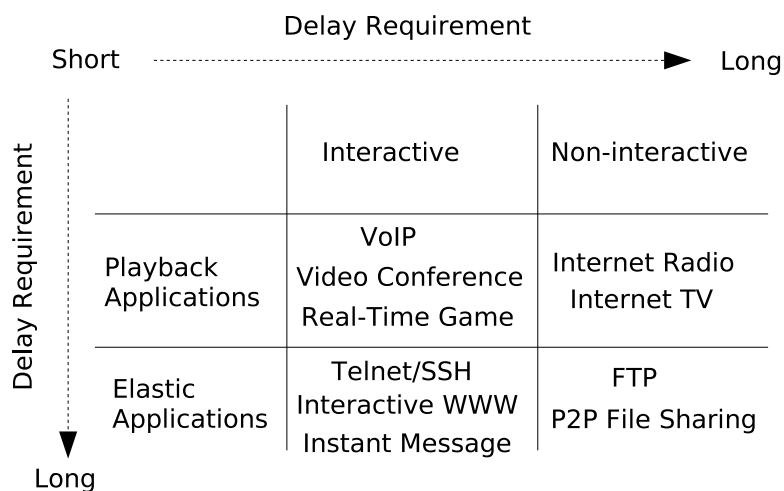 Delay Requirement
Short
Long
Delay Requirement
Long
Interactive
Non-interactive
Playback
Applications
VoIP
Video Conference
Real-Time Game
Internet Radio
Internet TV
Elastic
Applications
Telnet/SSH
Interactive WWW
Instant Message
FTP
P2P File Sharing